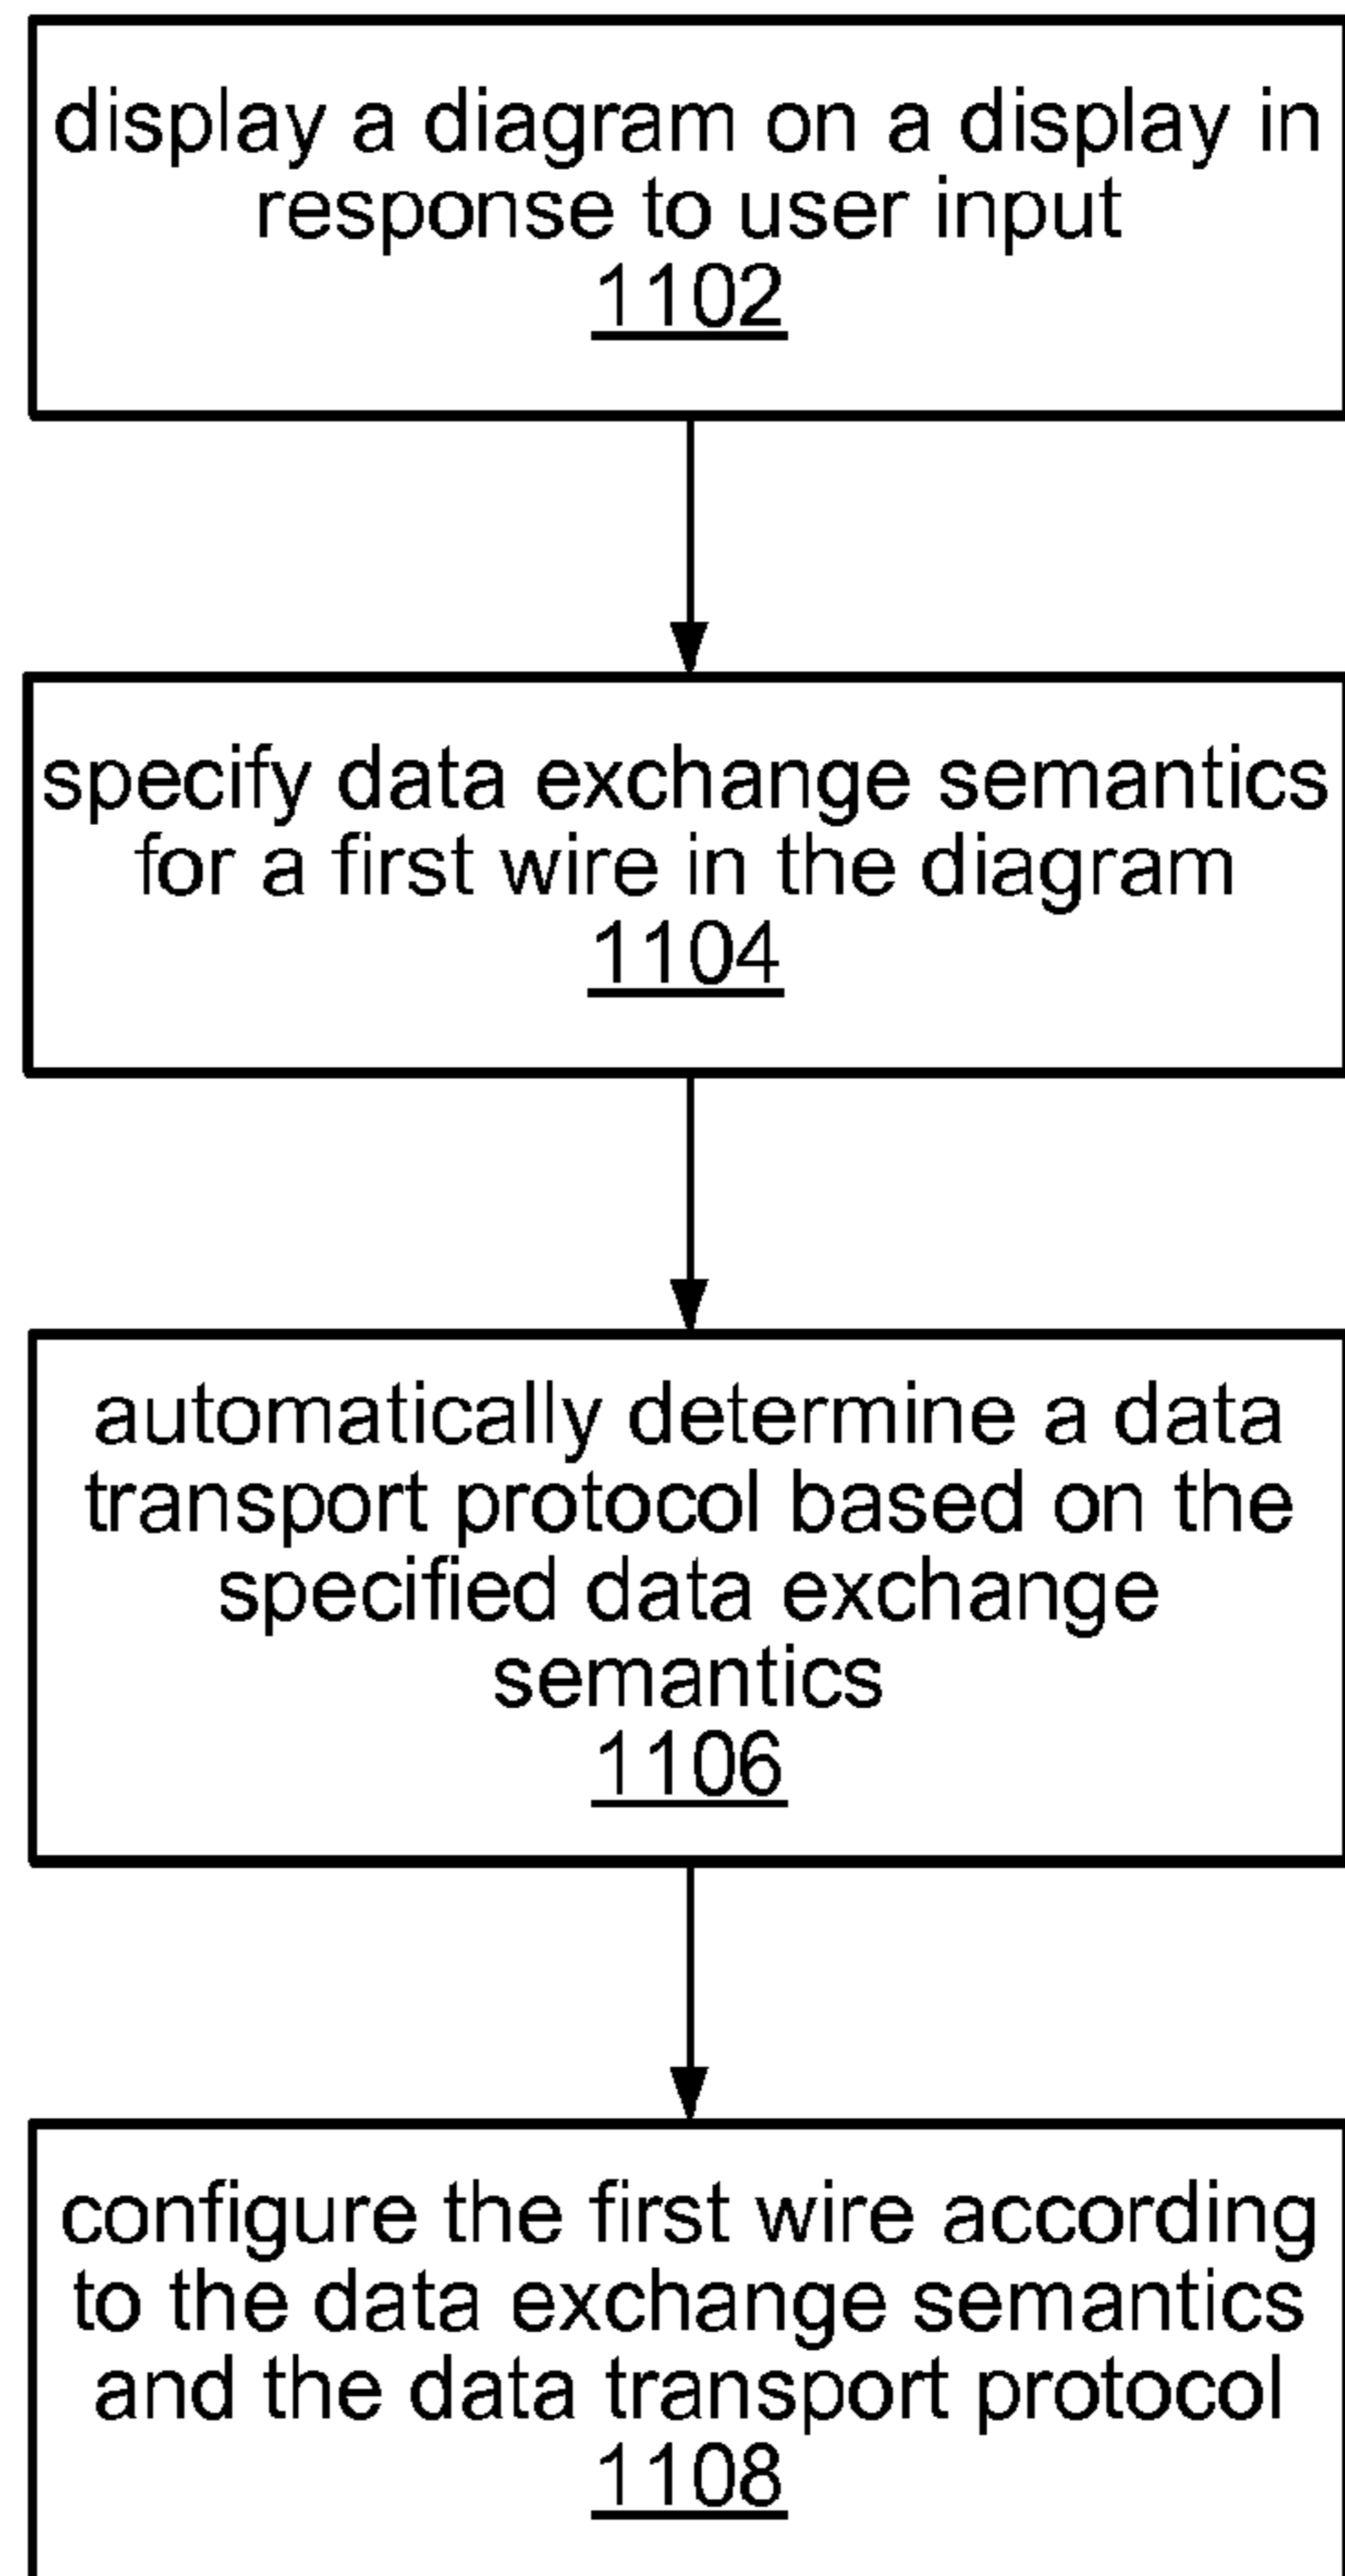 display a diagram on a display in
response to user input
1102
specify data exchange semantics
for a first wire in the diagram
1104
automatically determine a data
transport protocol based on the
specified data exchange
semantics
1106
configure the first wire according
to the data exchange semantics
and the data transport protocol
1108